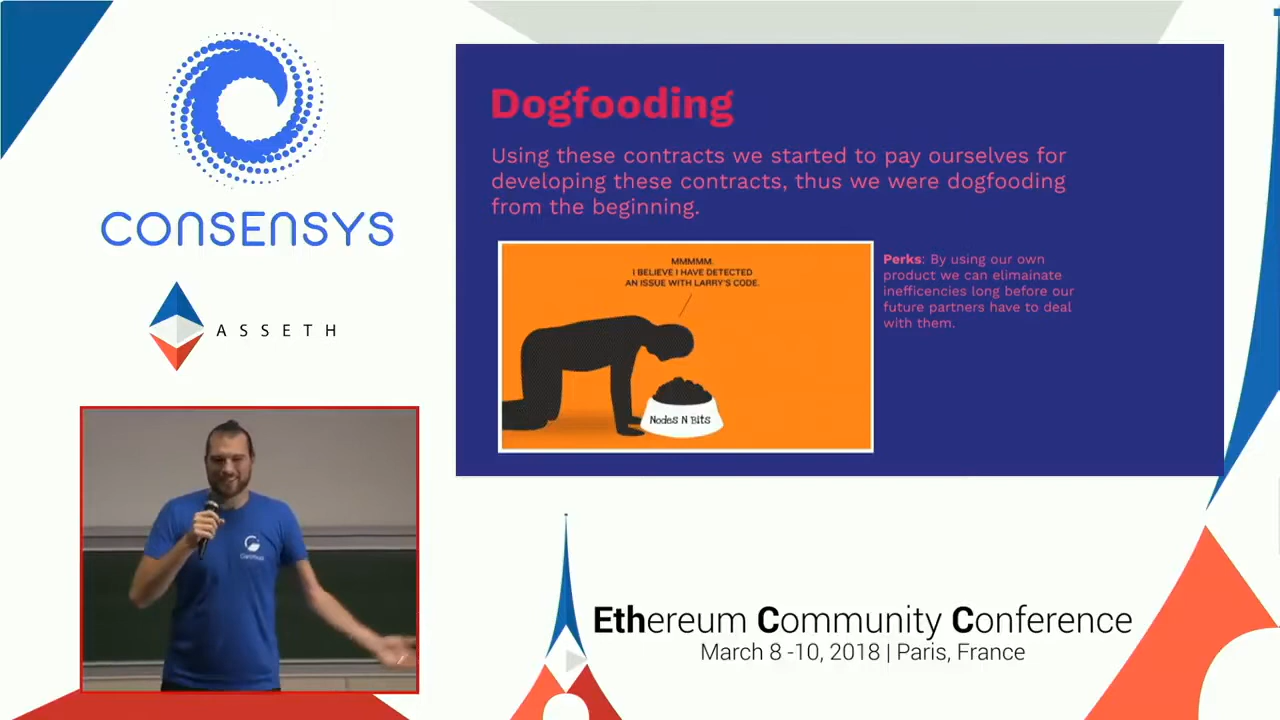 CONSENSYS
ASSETH
Dogfooding
Using these contracts we started to pay ourselves for
developing these contracts, thus we were dogfooding
from the beginning.
MMMMM.
I BELIEVE I HAVE DETECTED
AN ISSUE WITH LARRY'S CODE.
Nodes N Bits
Perks: By using our own
product we can elimainate
inefficencies long before our
future partners have to deal
with them.
Ethereum Community Conference
March 8 -10, 2018 | Paris, France